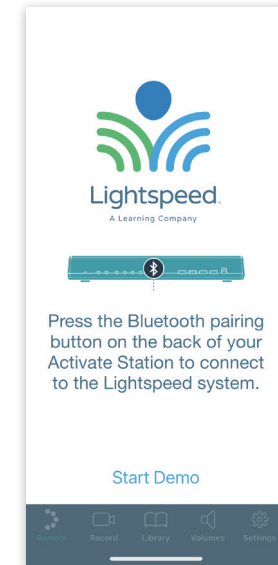 Lightspeed
A Learning Company
Press the Bluetooth pairing
button on the back of your
Activate Station to connect
to the Lightspeed system.
Start Demo
Remote Record Library Volumes Settings